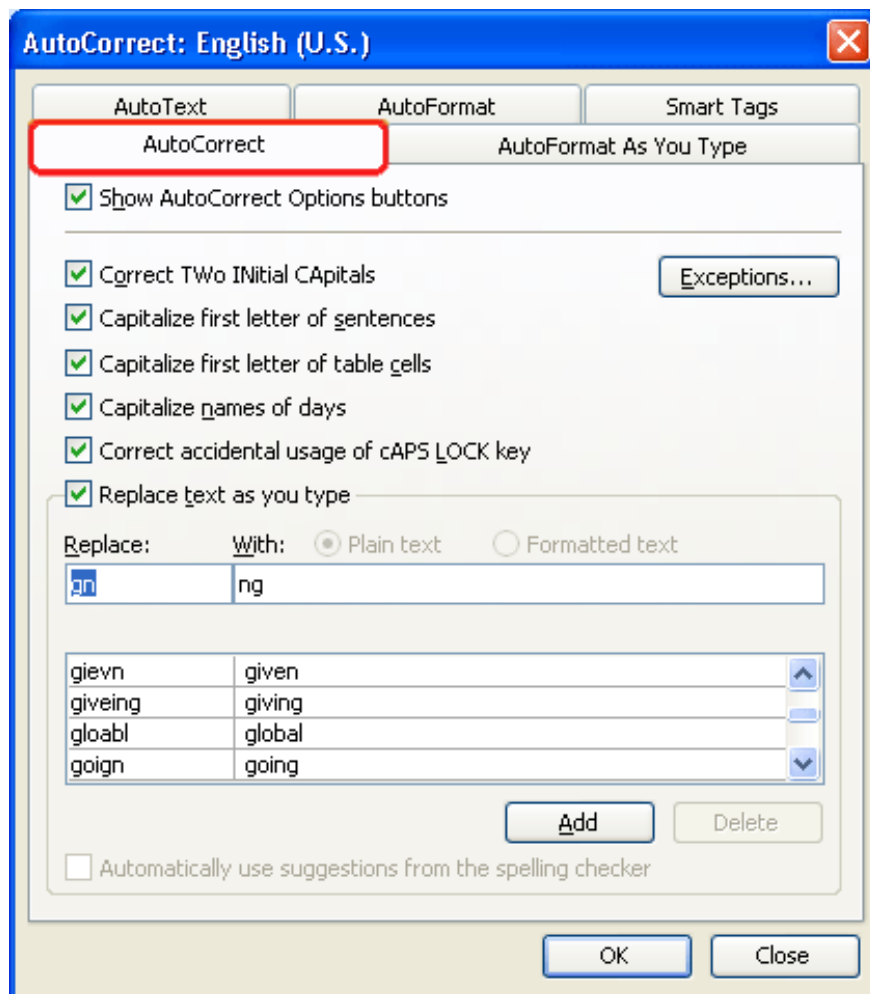 AutoCorrect: English (U.S.)
AutoText AutoFormat Smart Tags
AutoCorrect AutoFormat As You Type
Show AutoCorrect Options buttons
Correct TWo INitial CApitals Exceptions...
Capitalize first letter of sentences
Capitalize first letter of table cells
Capitalize names of days
Correct accidental usage of cAPS LOCK key
Replace text as you type
Replace: With: Plain text Formatted text
gn ng
gievn given
giveing giving
gloabl global
goign going
Add Delete
Automatically use suggestions from the spelling checker
OK Close